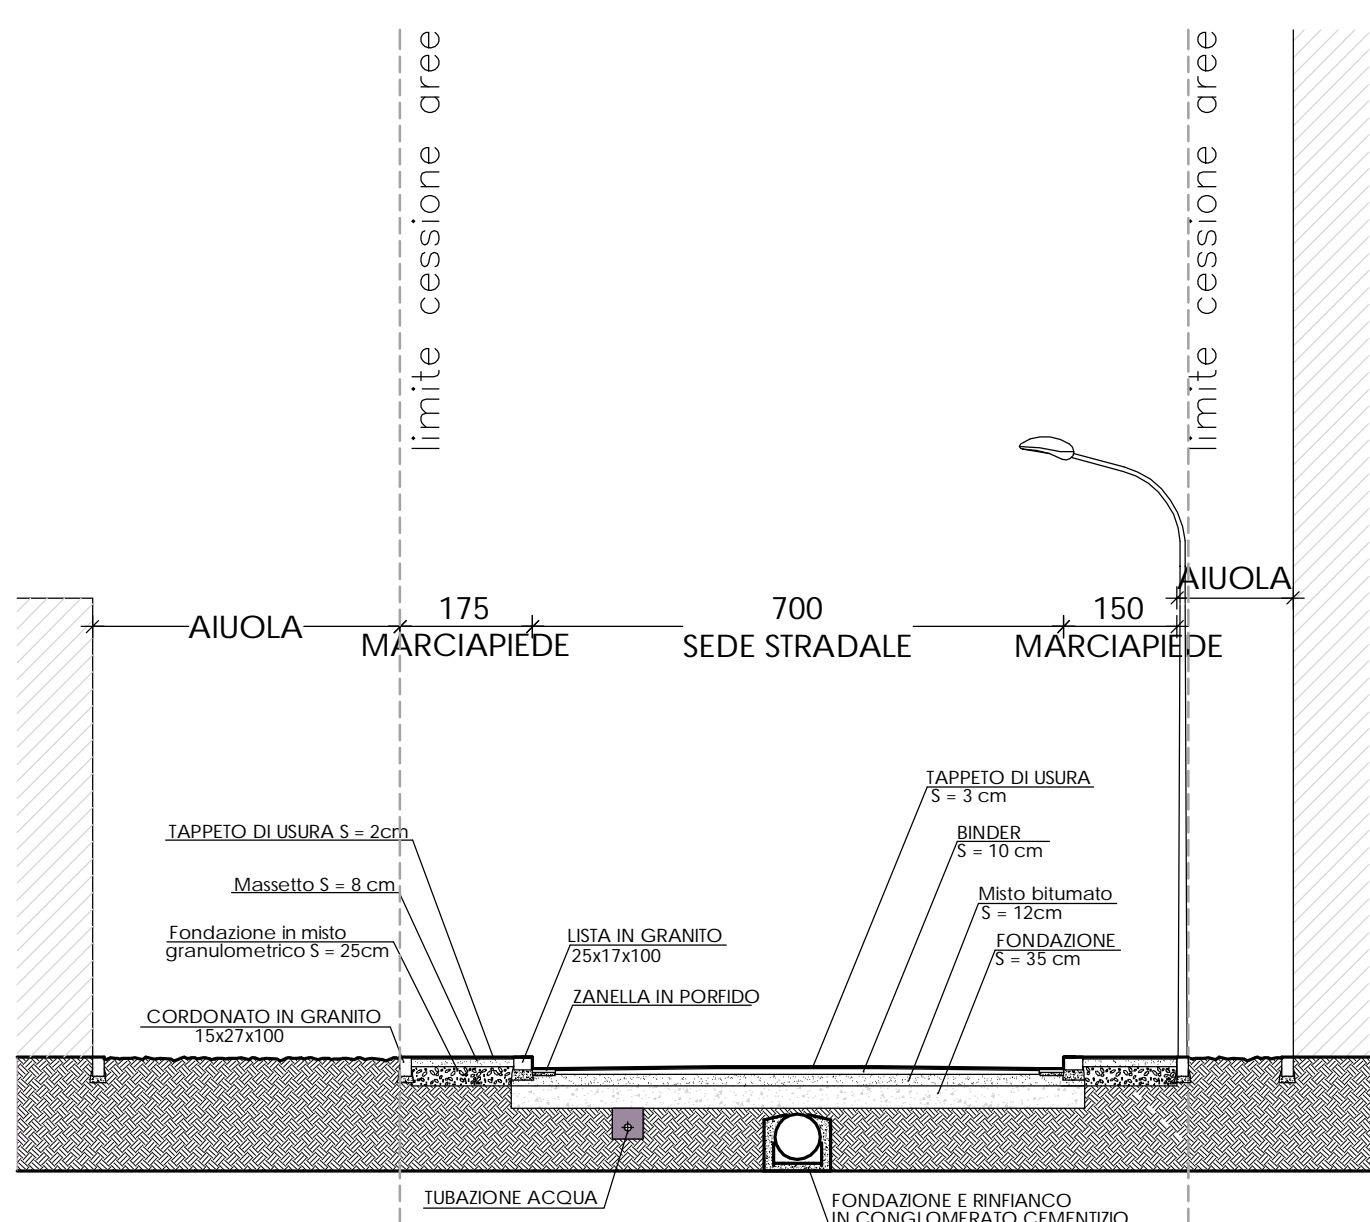 limite cessione aree
limite cessione aree
AIUOLA
175
MARCIAPIEDE
700
SEDE STRADALE
150
MARCIAPIEDE
AIUOLA
TAPPETO DI USURA
S = 3 cm
BINDER
S = 10 cm
Misto bitumato
S = 12cm
FONDAZIONE
S = 35 cm
TAPPETO DI USURA S = 2cm
Massetto S = 8 cm
Fondazione in misto
granulometrico S = 25cm
CORDONATO IN GRANITO
15x27x100
LISTA IN GRANITO
25x17x100
ZANELLA IN PORFIDO
TUBAZIONE ACQUA
FONDAZIONE E RINFIANCO
IN CONGLOMERATO CEMENTIZIO